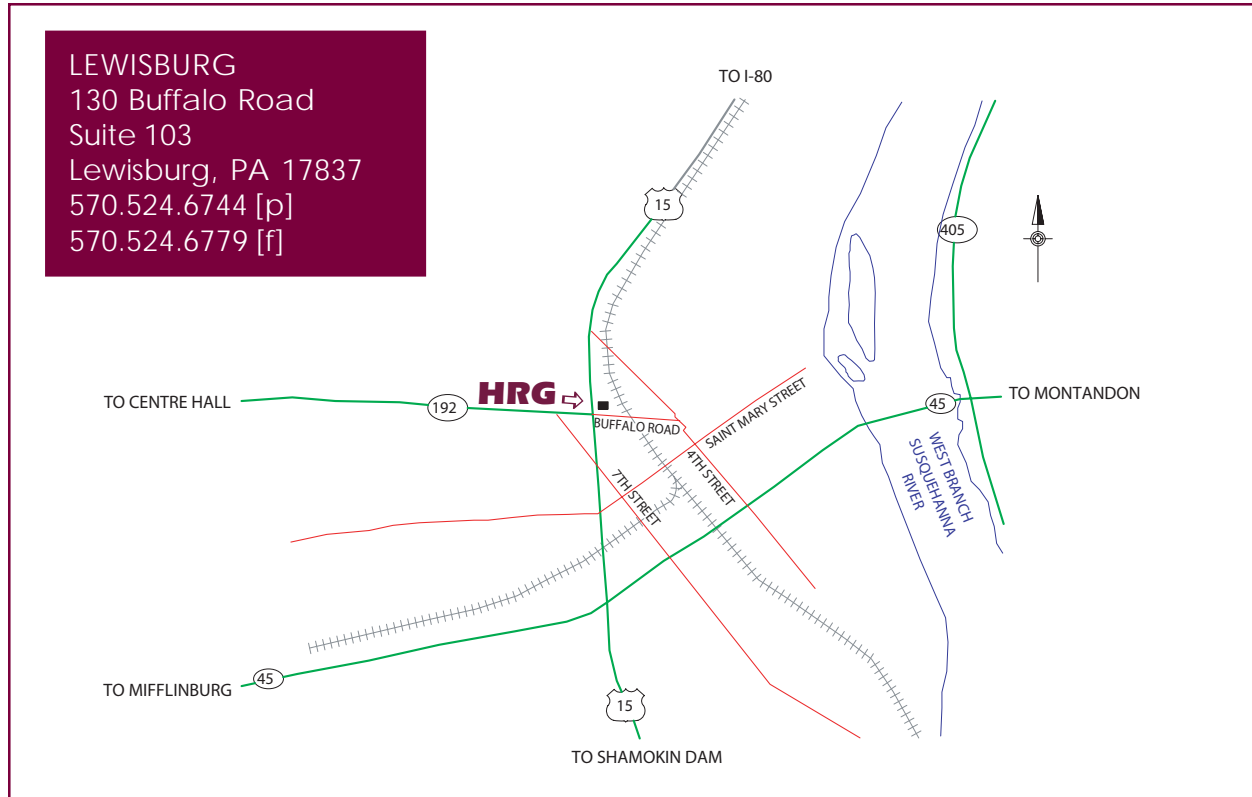 LEWISBURG
130 Buffalo Road
Suite 103
Lewisburg, PA 17837
570.524.6744 [p]
570.524.6779 [f]
TO I-80
15
405
TO CENTRE HALL
192
HRG
BUFFALO ROAD
SAINT MARY STREET
45
TO MONTANDON
7TH STREET
4TH STREET
WEST BRANCH
SUSQUEHANNA
RIVER
TO MIFFLINBURG
45
15
TO SHAMOKIN DAM